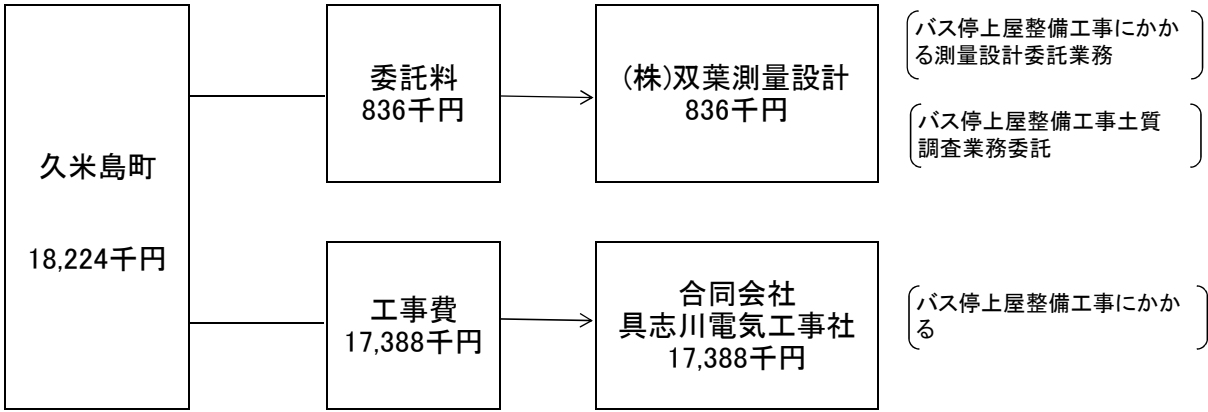 久米島町
18,224千円
委託料
836千円
(株)双葉測量設計
836千円
バス停上屋整備工事にかか
る測量設計委託業務
バス停上屋整備工事土質
調査業務委託
工事費
17,388千円
合同会社
具志川電気工事社
17,388千円
バス停上屋整備工事にかか
る